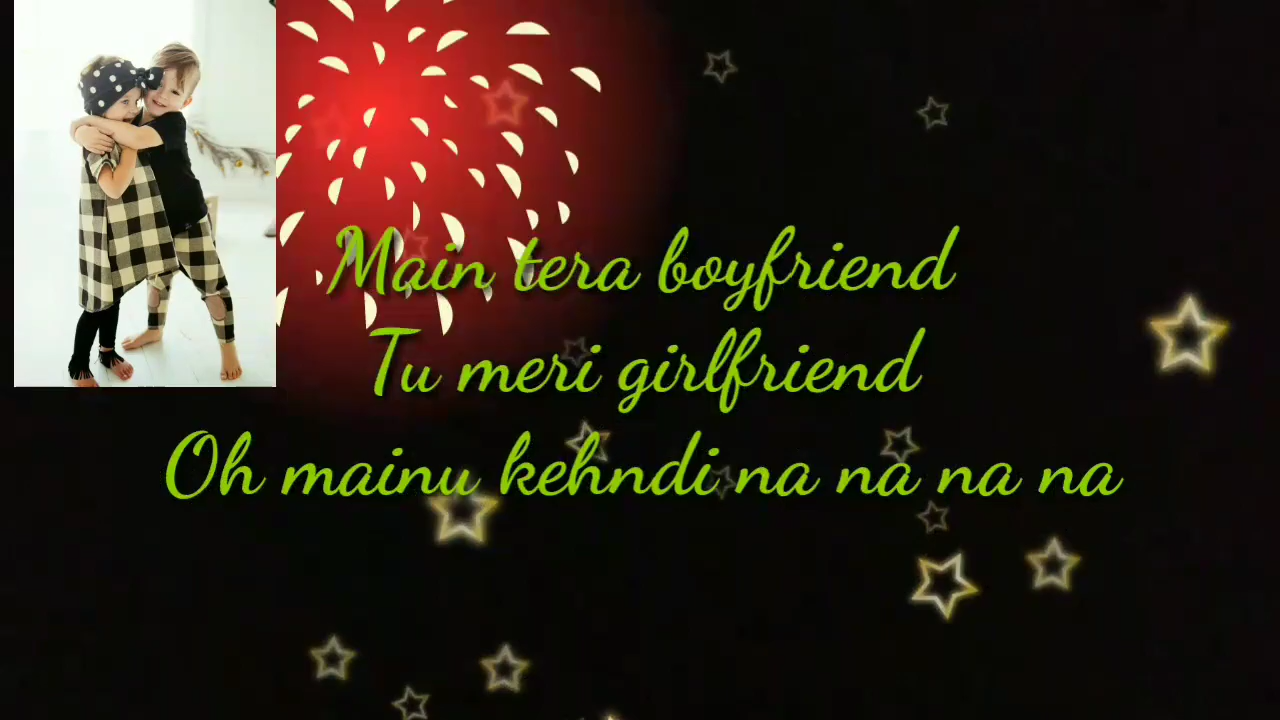 Main tera boyfriend
Tu meri girlfriend
Oh mainu kehndi na na na na